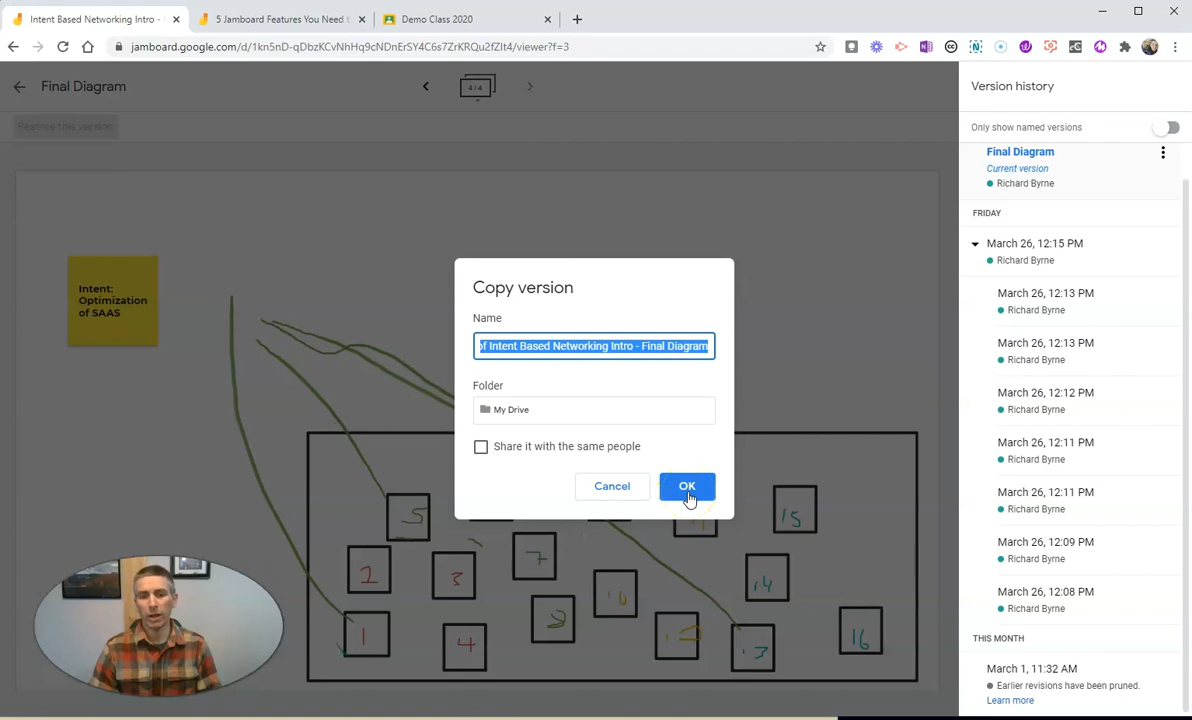 Intent Based Networking Intro -
5 Jamboard Features You Need t
Demo Class 2020
jamboard.google.com/d/1kn5nD-qDbzKCvNhHq9cNDnErSY4C6s7ZrKRQu2fZIt4/viewer?f=3
Final Diagram
4 / 4
Version history
Restore this version
Only show named versions
Final Diagram
Current version
Richard Byrne
FRIDAY
March 26, 12:15 PM
Richard Byrne
March 26, 12:13 PM
Richard Byrne
March 26, 12:13 PM
Richard Byrne
March 26, 12:12 PM
Richard Byrne
March 26, 12:11 PM
Richard Byrne
March 26, 12:11 PM
Richard Byrne
March 26, 12:09 PM
Richard Byrne
March 26, 12:08 PM
Richard Byrne
THIS MONTH
March 1, 11:32 AM
Earlier revisions have been pruned.
Learn more
Intent:
Optimization
of SAAS
Copy version
Name
of Intent Based Networking Intro - Final Diagram
Folder
My Drive
Share it with the same people
Cancel
OK
5
15
2
3
7
14
1
4
13
16